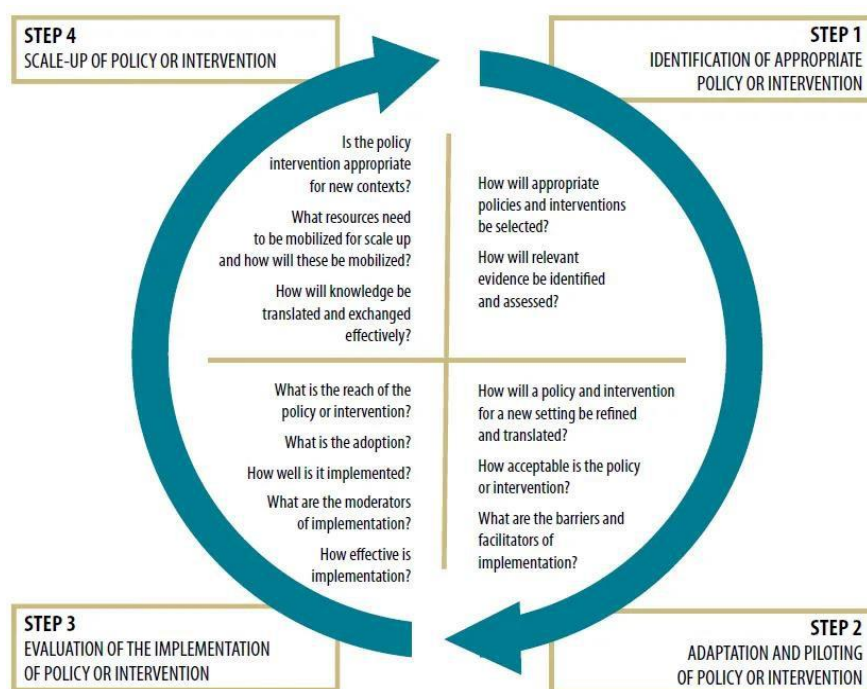 STEP 1
IDENTIFICATION OF APPROPRIATE
POLICY OR INTERVENTION
How will appropriate
policies and interventions
be selected?
How will relevant
evidence be identified
and assessed?
STEP 2
ADAPTATION AND PILOTING
OF POLICY OR INTERVENTION
How will a policy and intervention
for a new setting be refined
and translated?
How acceptable is the policy
or intervention?
What are the barriers and
facilitators of
implementation?
STEP 3
EVALUATION OF THE IMPLEMENTATION
OF POLICY OR INTERVENTION
What is the reach of the
policy or intervention?
What is the adoption?
How well is it implemented?
What are the moderators
of implementation?
How effective is
implementation?
STEP 4
SCALE-UP OF POLICY OR INTERVENTION
Is the policy
intervention appropriate
for new contexts?
What resources need
to be mobilized for scale up
and how will these be mobilized?
How will knowledge be
translated and exchanged
effectively?